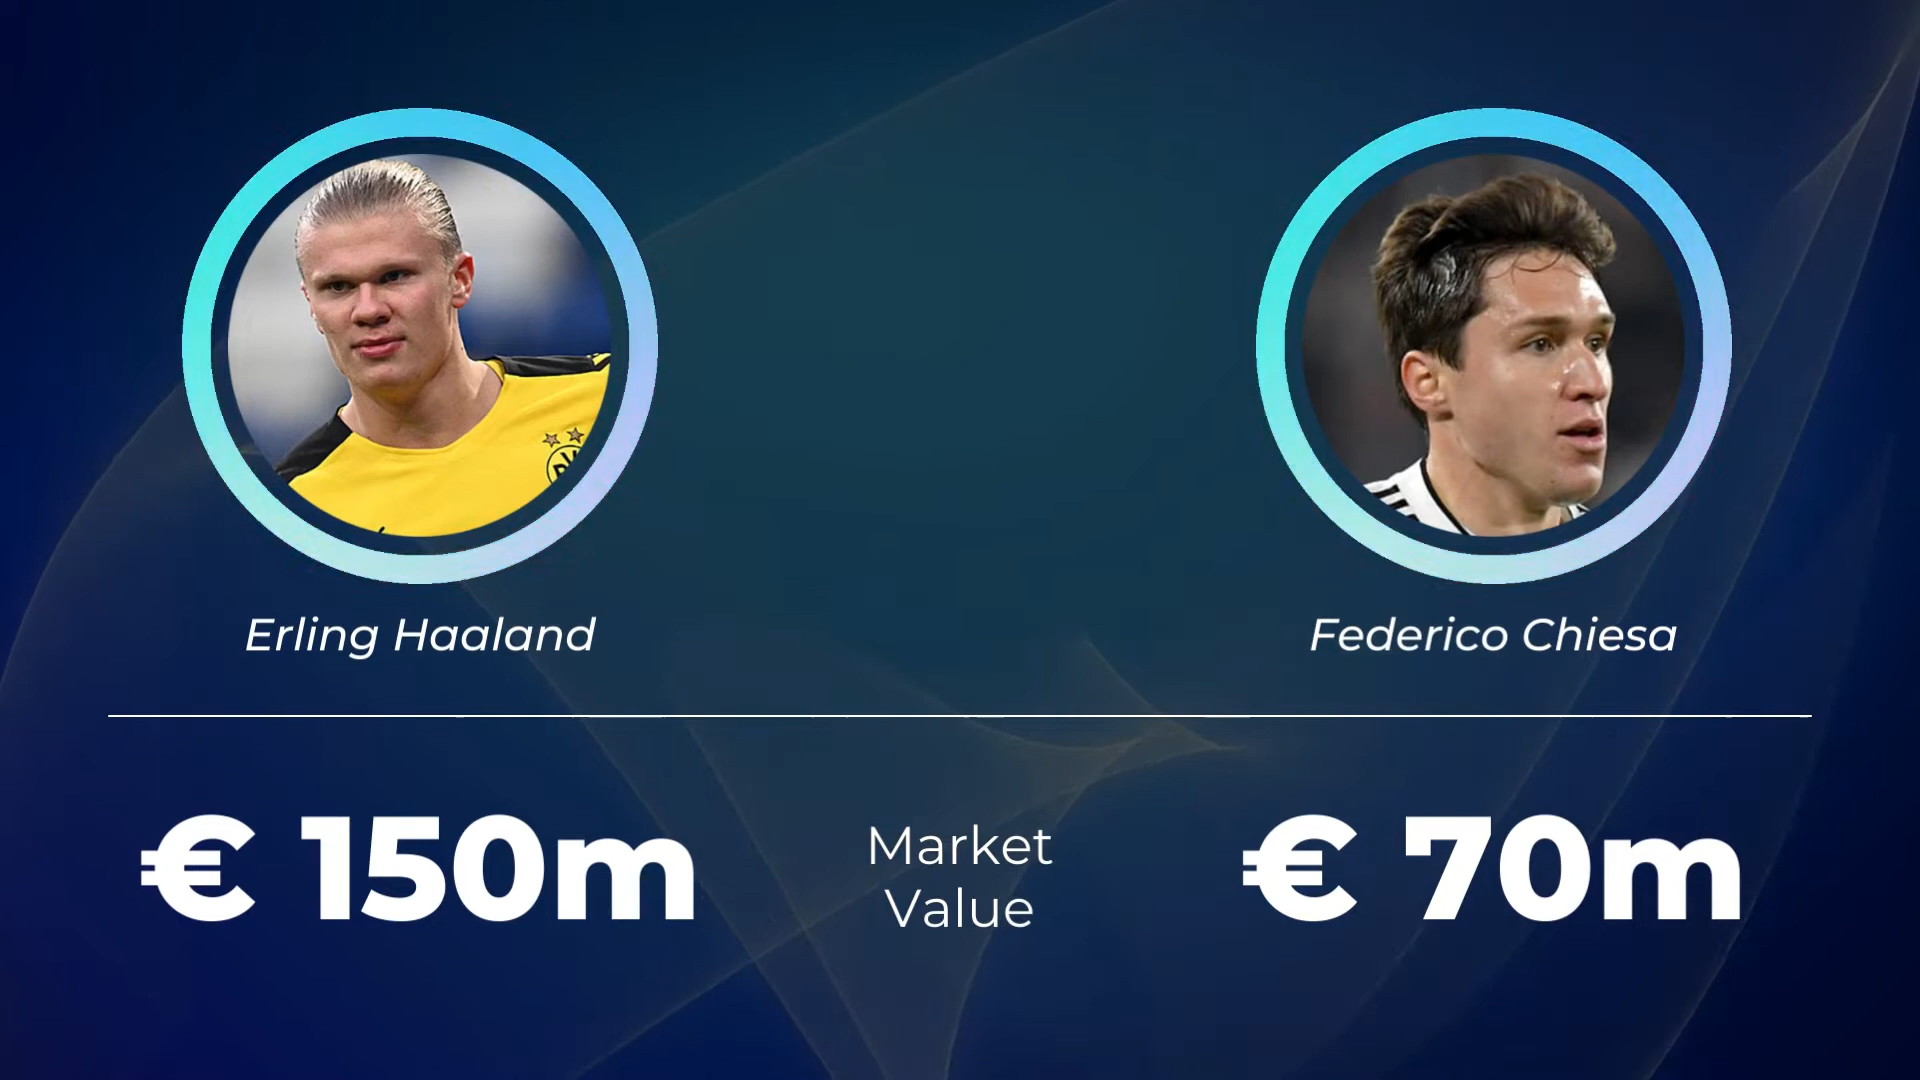 Erling Haaland
Federico Chiesa
€ 150m
Market
Value
€ 70m